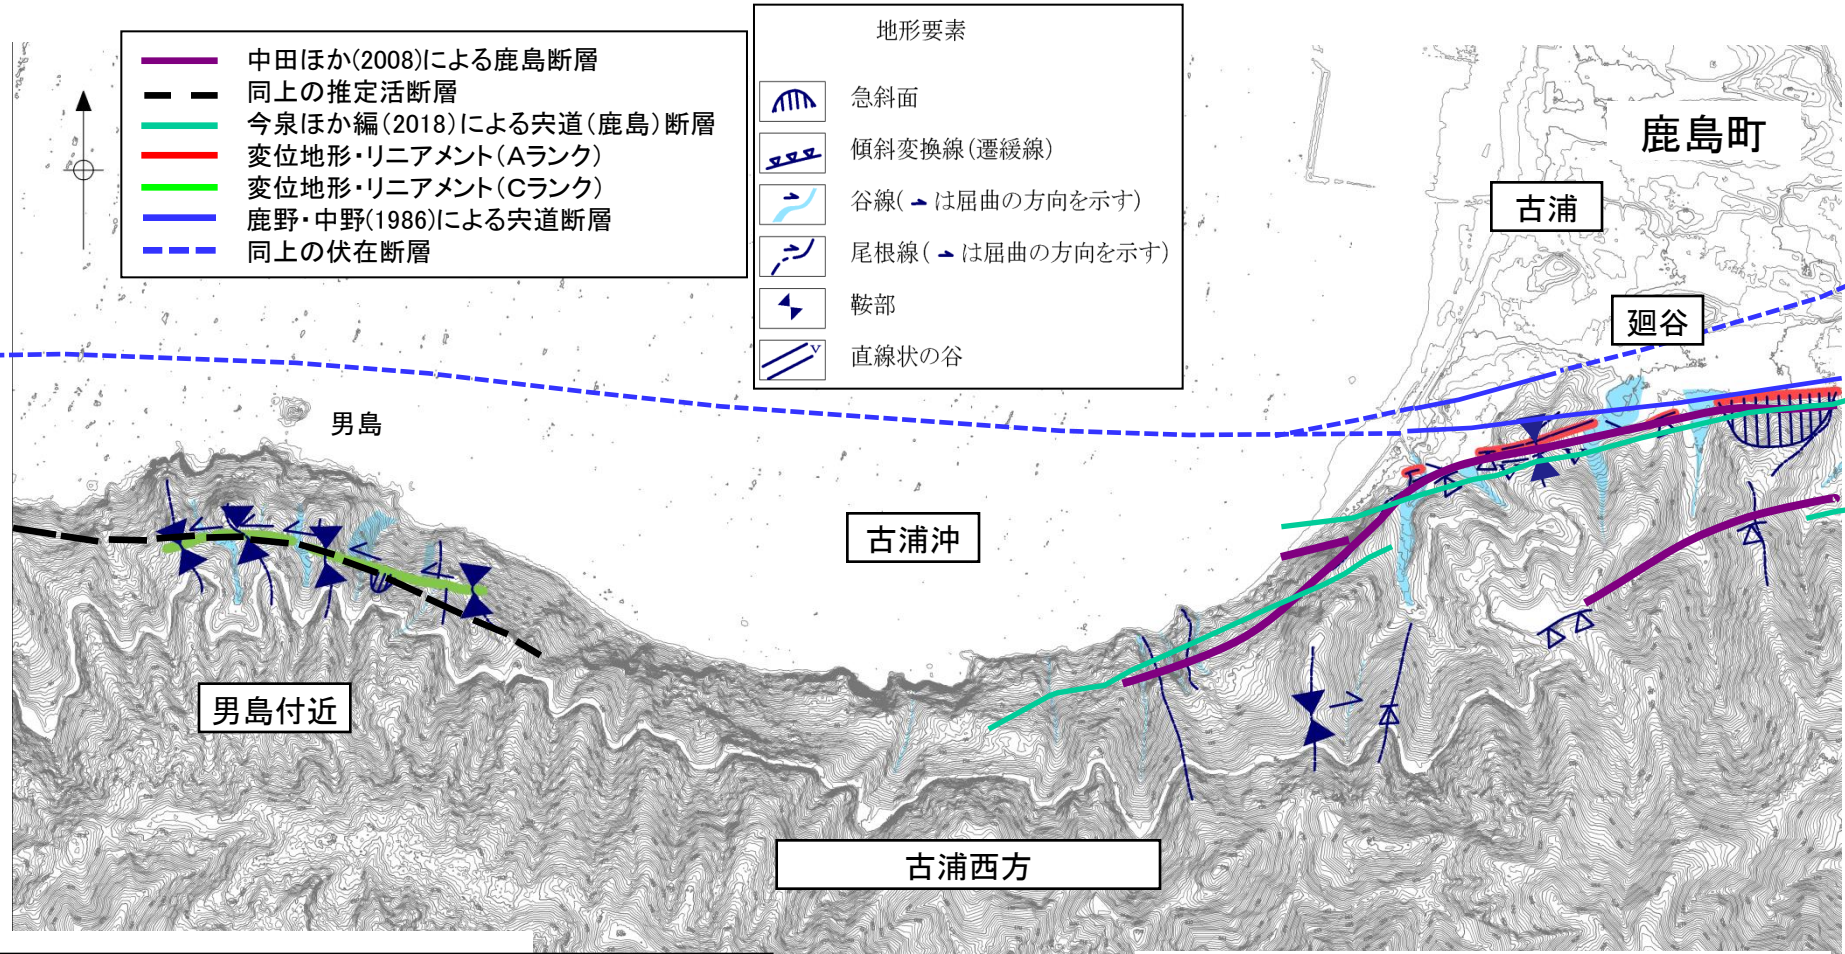 中田ほか(2008)による鹿島断層
同上の推定活断層
今泉ほか編(2018)による宍道(鹿島)断層
変位地形・リニアメント(Aランク)
変位地形・リニアメント(Cランク)
鹿野・中野(1986)による宍道断層
同上の伏在断層
地形要素
急斜面
傾斜変換線(遷緩線)
谷線(⇀は屈曲の方向を示す)
尾根線(⇀は屈曲の方向を示す)
鞍部
V
直線状の谷
鹿島町
古浦
廻谷
男島
古浦沖
男島付近
古浦西方